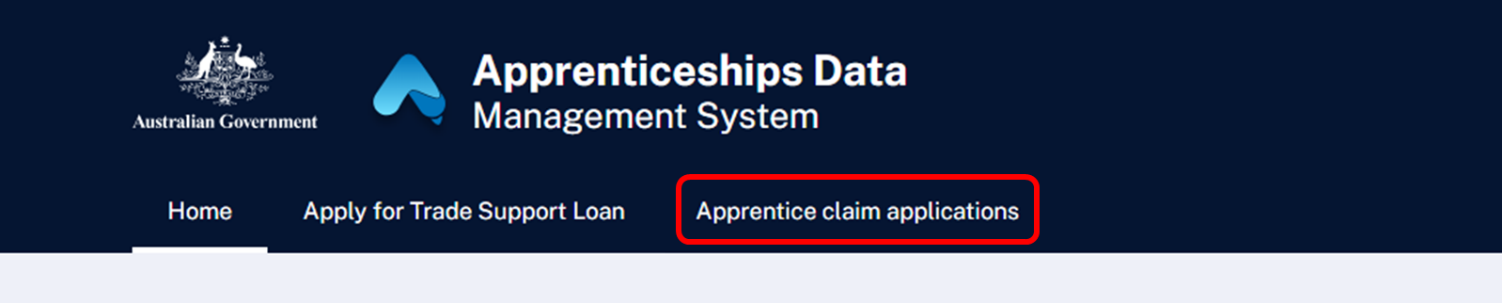 Australian Government
Apprenticeships Data
Management System
Home
Apply for Trade Support Loan
Apprentice claim applications